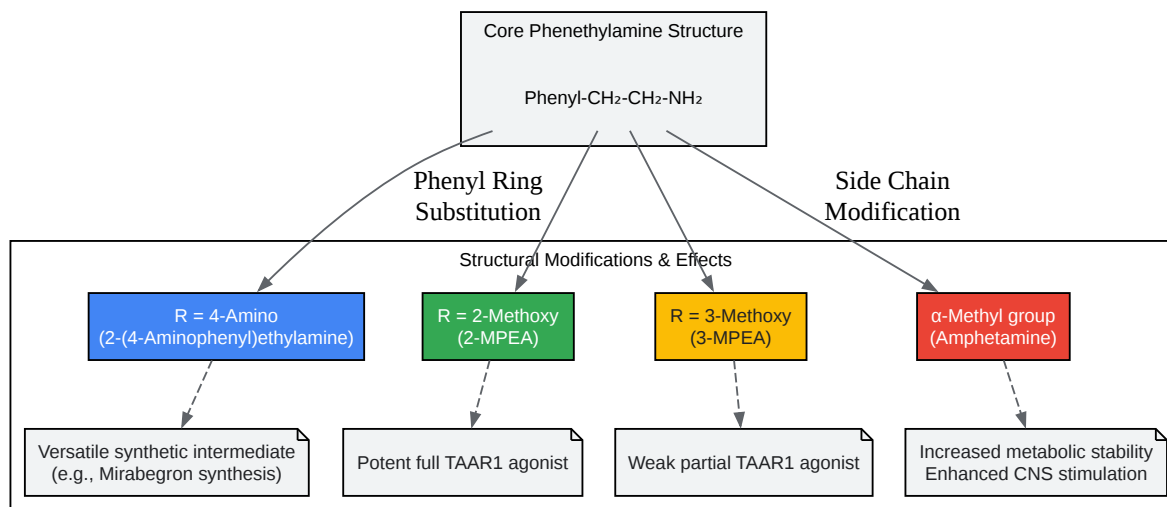 Core Phenethylamine Structure
Phenyl-CH₂-CH₂-NH₂
Phenyl Ring
Substitution
Side Chain
Modification
Structural Modifications & Effects
R = 4-Amino
(2-(4-Aminophenyl)ethylamine)
R = 2-Methoxy
(2-MPEA)
R = 3-Methoxy
(3-MPEA)
α-Methyl group
(Amphetamine)
Versatile synthetic intermediate
(e.g., Mirabegron synthesis)
Potent full TAAR1 agonist
Weak partial TAAR1 agonist
Increased metabolic stability
Enhanced CNS stimulation